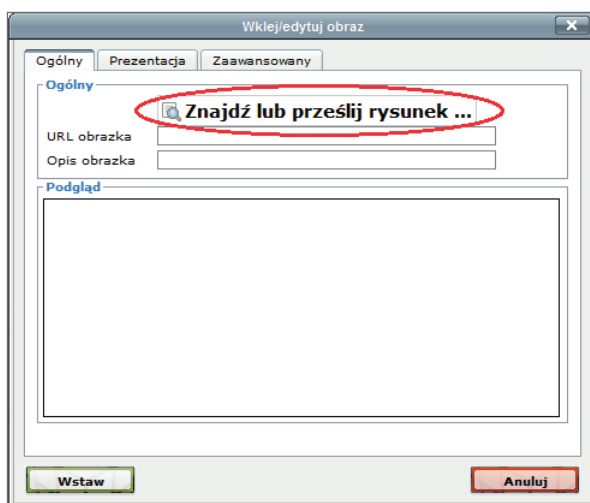 Wklej/edytuj obraz
Ogólny Prezentacja Zaawansowany
Ogólny
Znajdź lub prześlij rysunek ...
URL obrazka
Opis obrazka
Podgląd
Wstaw Anuluj